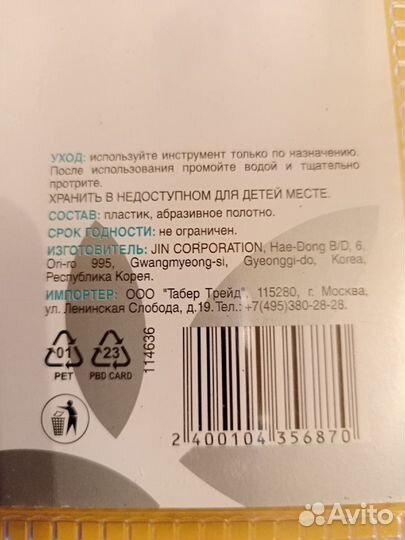 УХОД: используйте инструмент только по назначению.
После использования промойте водой и тщательно
протрите.
ХРАНИТЬ В НЕДОСТУПНОМ ДЛЯ ДЕТЕЙ МЕСТЕ.
СОСТАВ: пластик, абразивное полотно.
СРОК ГОДНОСТИ: не ограничен.
ИЗГОТОВИТЕЛЬ: JIN CORPORATION, Hae-Dong B/D, 6,
Ori-ro 995, Gwangmyeong-si, Gyeonggi-do, Korea,
Республика Корея.
ИМПОРТЕР: ООО "Табер Трейд", 115280, г. Москва,
ул. Ленинская Слобода, д.19. Тел.: +7(495)380-28-28.
01
PET
23
PBD CARD
114636
2 400104 356870
Avito